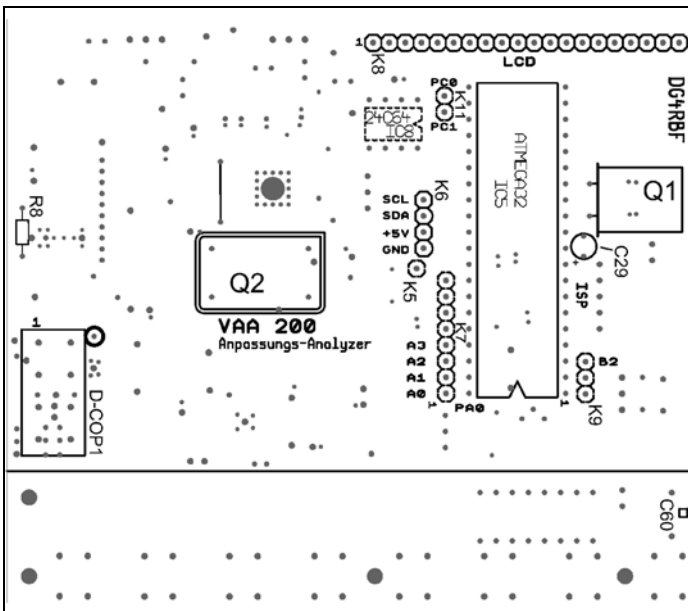 1
LCD
K8
PC0
K11
PC1
24C64
IC8
DG4RBF
ATMEGA32
IC5
Q1
R8
K6
SCL
SDA
+5V
GND
C29
+
K5
Q2
ISP
VAA 200
Anpassungs-Analyzer
K7
1
A3
A2
A1
A0
1
PA0
1
B2
K9
D-COP1
C60